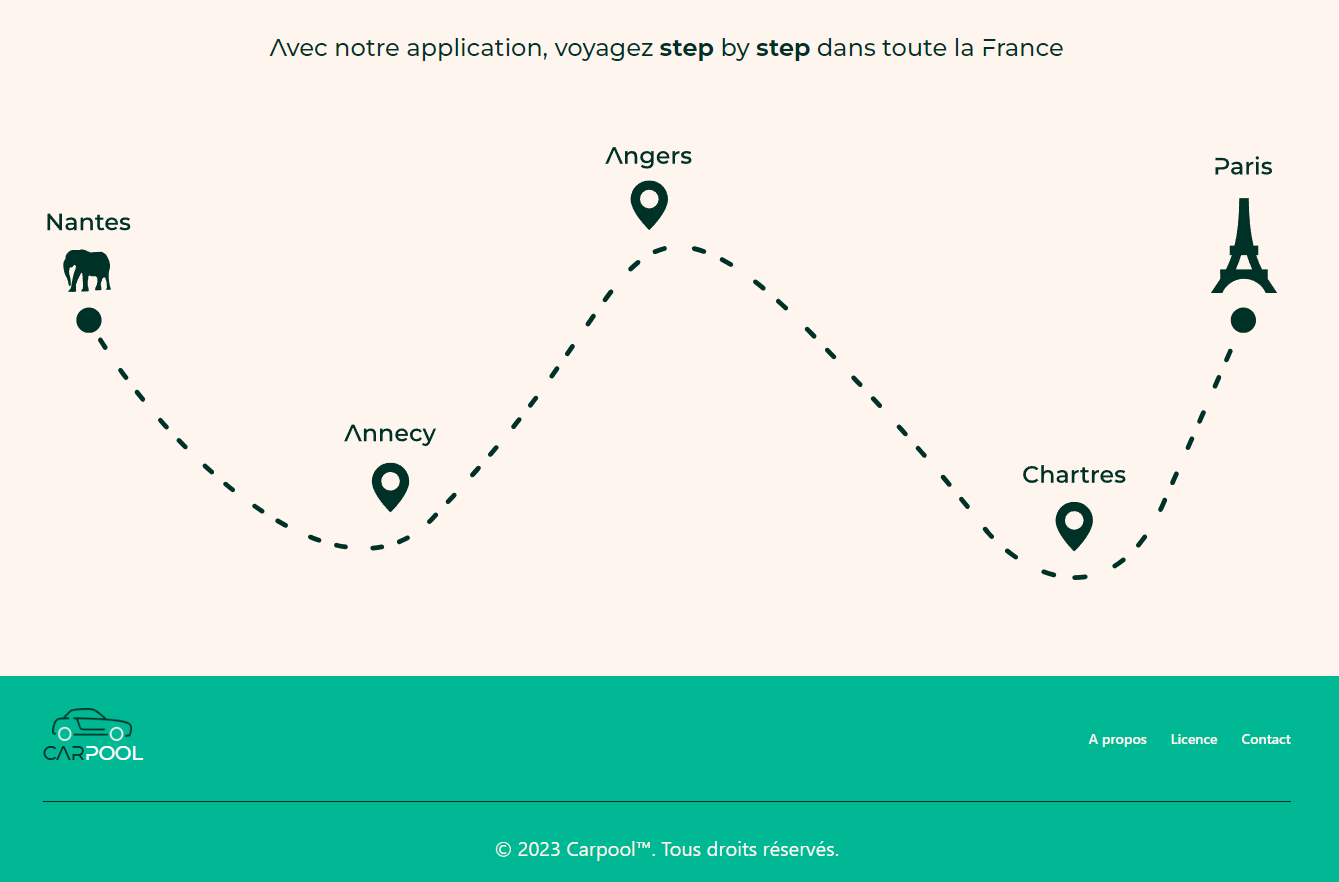 Avec notre application, voyagez step by step dans toute la France
Angers
Paris
Nantes
Annecy
Chartres
CARPOOL
A propos Licence Contact
© 2023 Carpool™. Tous droits réservés.